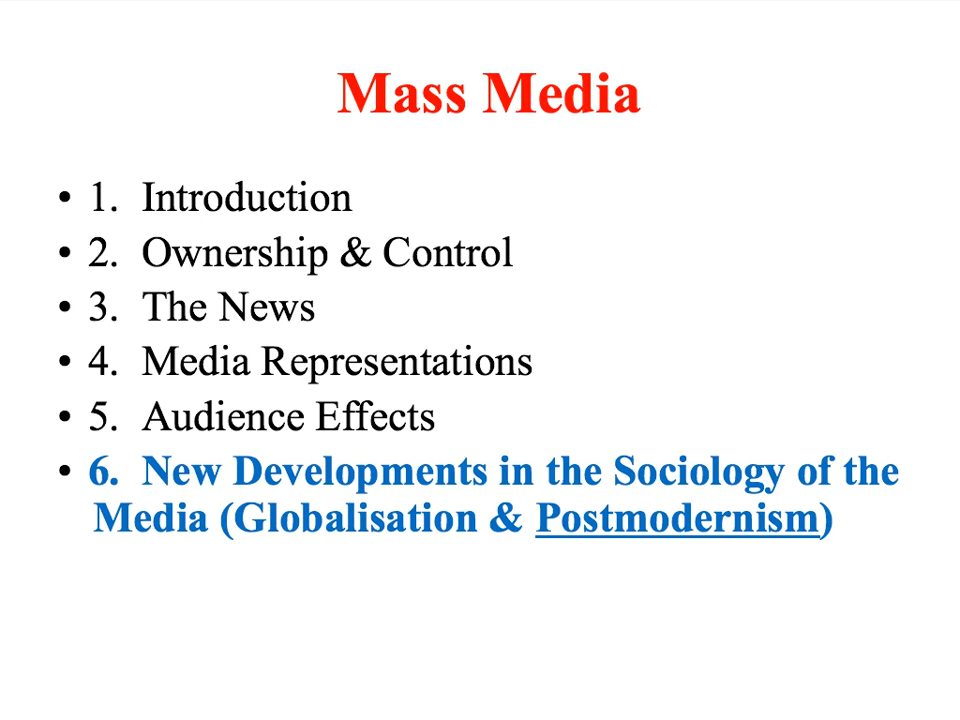 Mass Media
• 1. Introduction
• 2. Ownership & Control
• 3. The News
• 4. Media Representations
• 5. Audience Effects
• 6. New Developments in the Sociology of the
Media (Globalisation & Postmodernism)